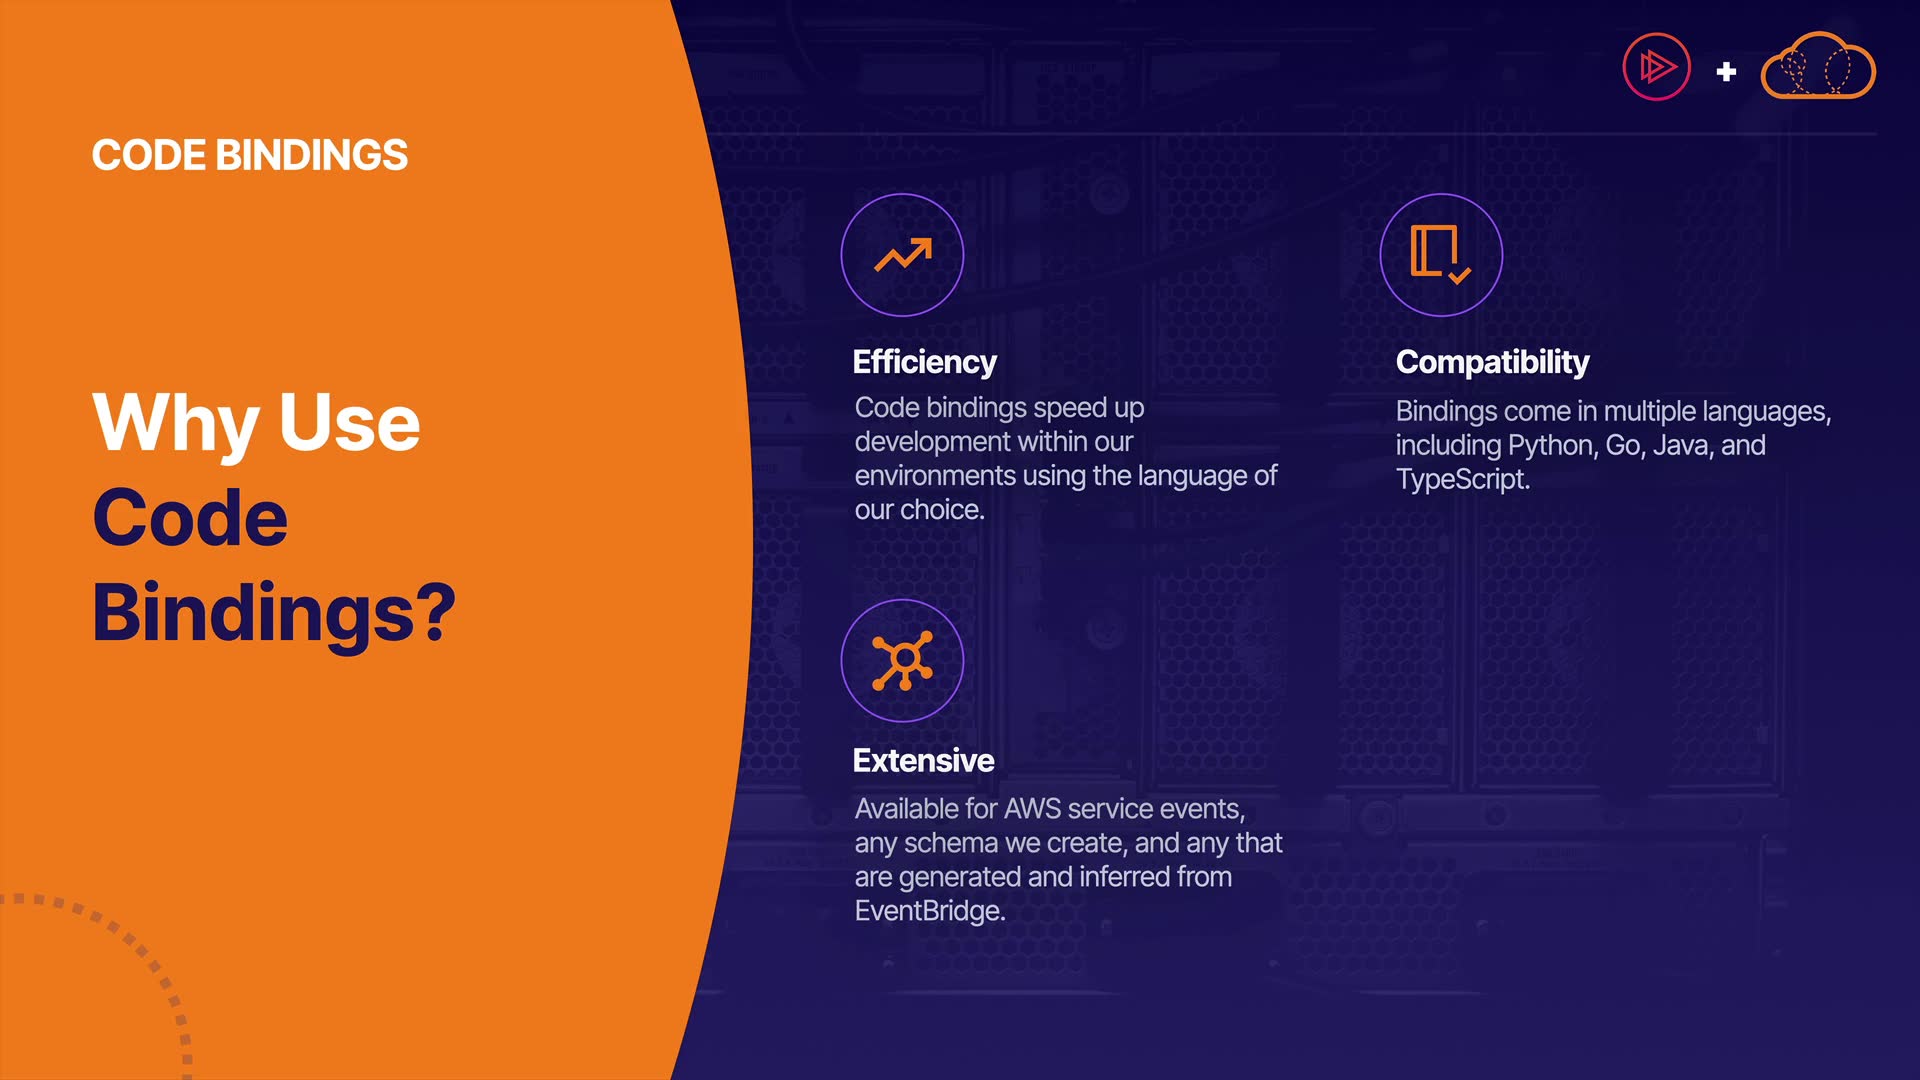 CODE BINDINGS
Why Use
Code
Bindings?
Efficiency
Code bindings speed up
development within our
environments using the language of
our choice.
Compatibility
Bindings come in multiple languages,
including Python, Go, Java, and
TypeScript.
Extensive
Available for AWS service events,
any schema we create, and any that
are generated and inferred from
EventBridge.